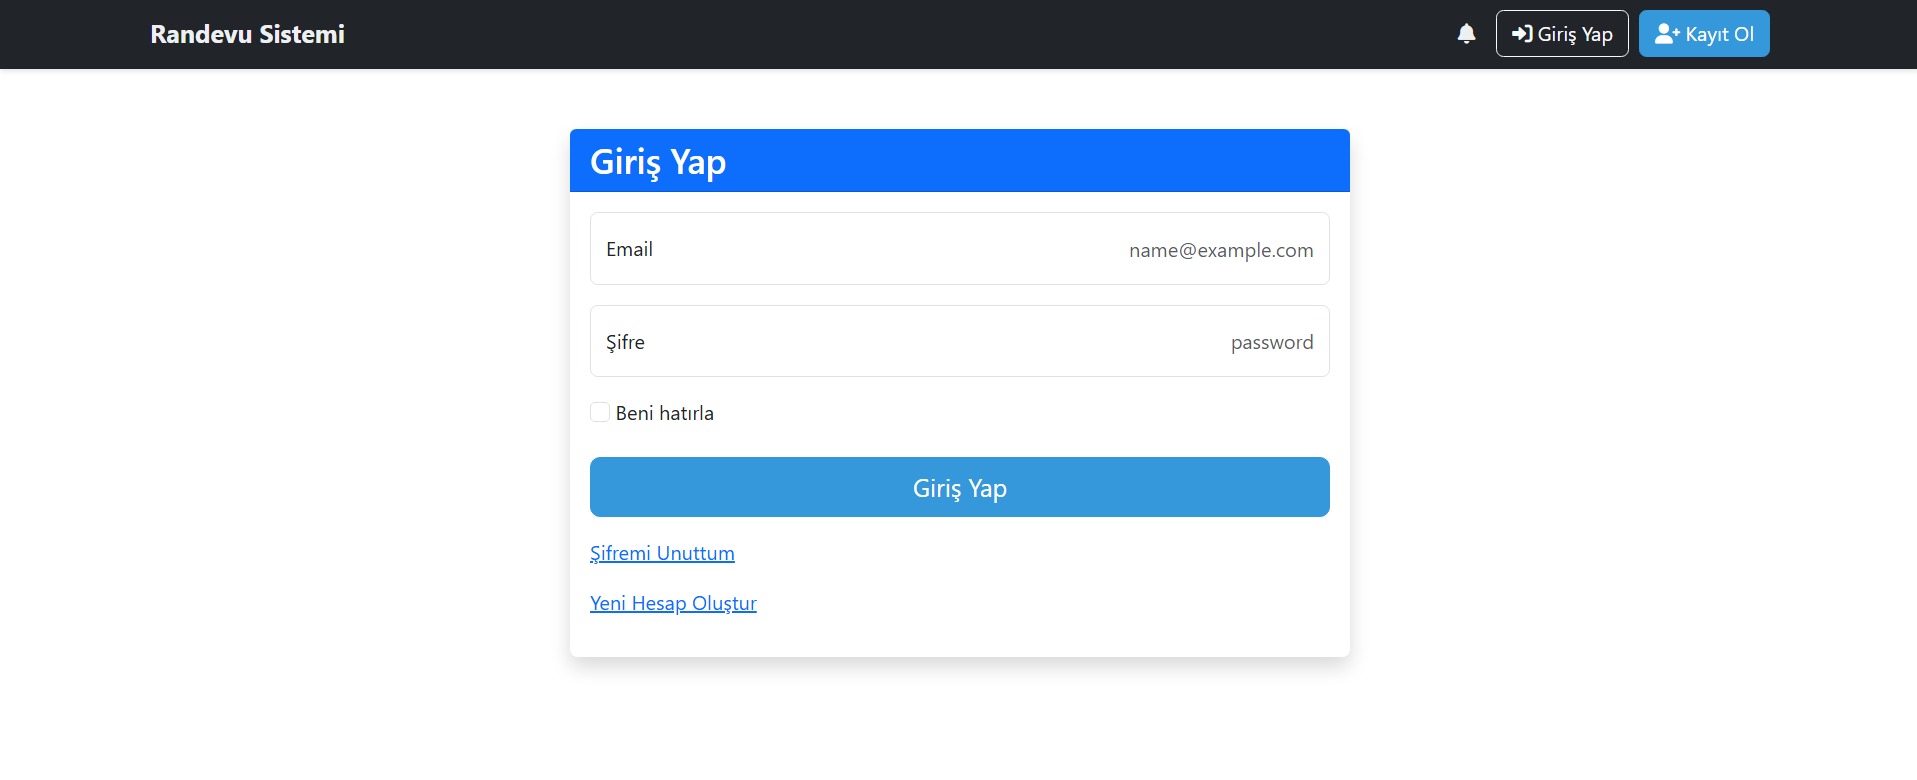 Randevu Sistemi
Giriş Yap
Kayıt Ol
Giriş Yap
Email name@example.com
Şifre password
Beni hatırla
Giriş Yap
Şifremi Unuttum
Yeni Hesap Oluştur